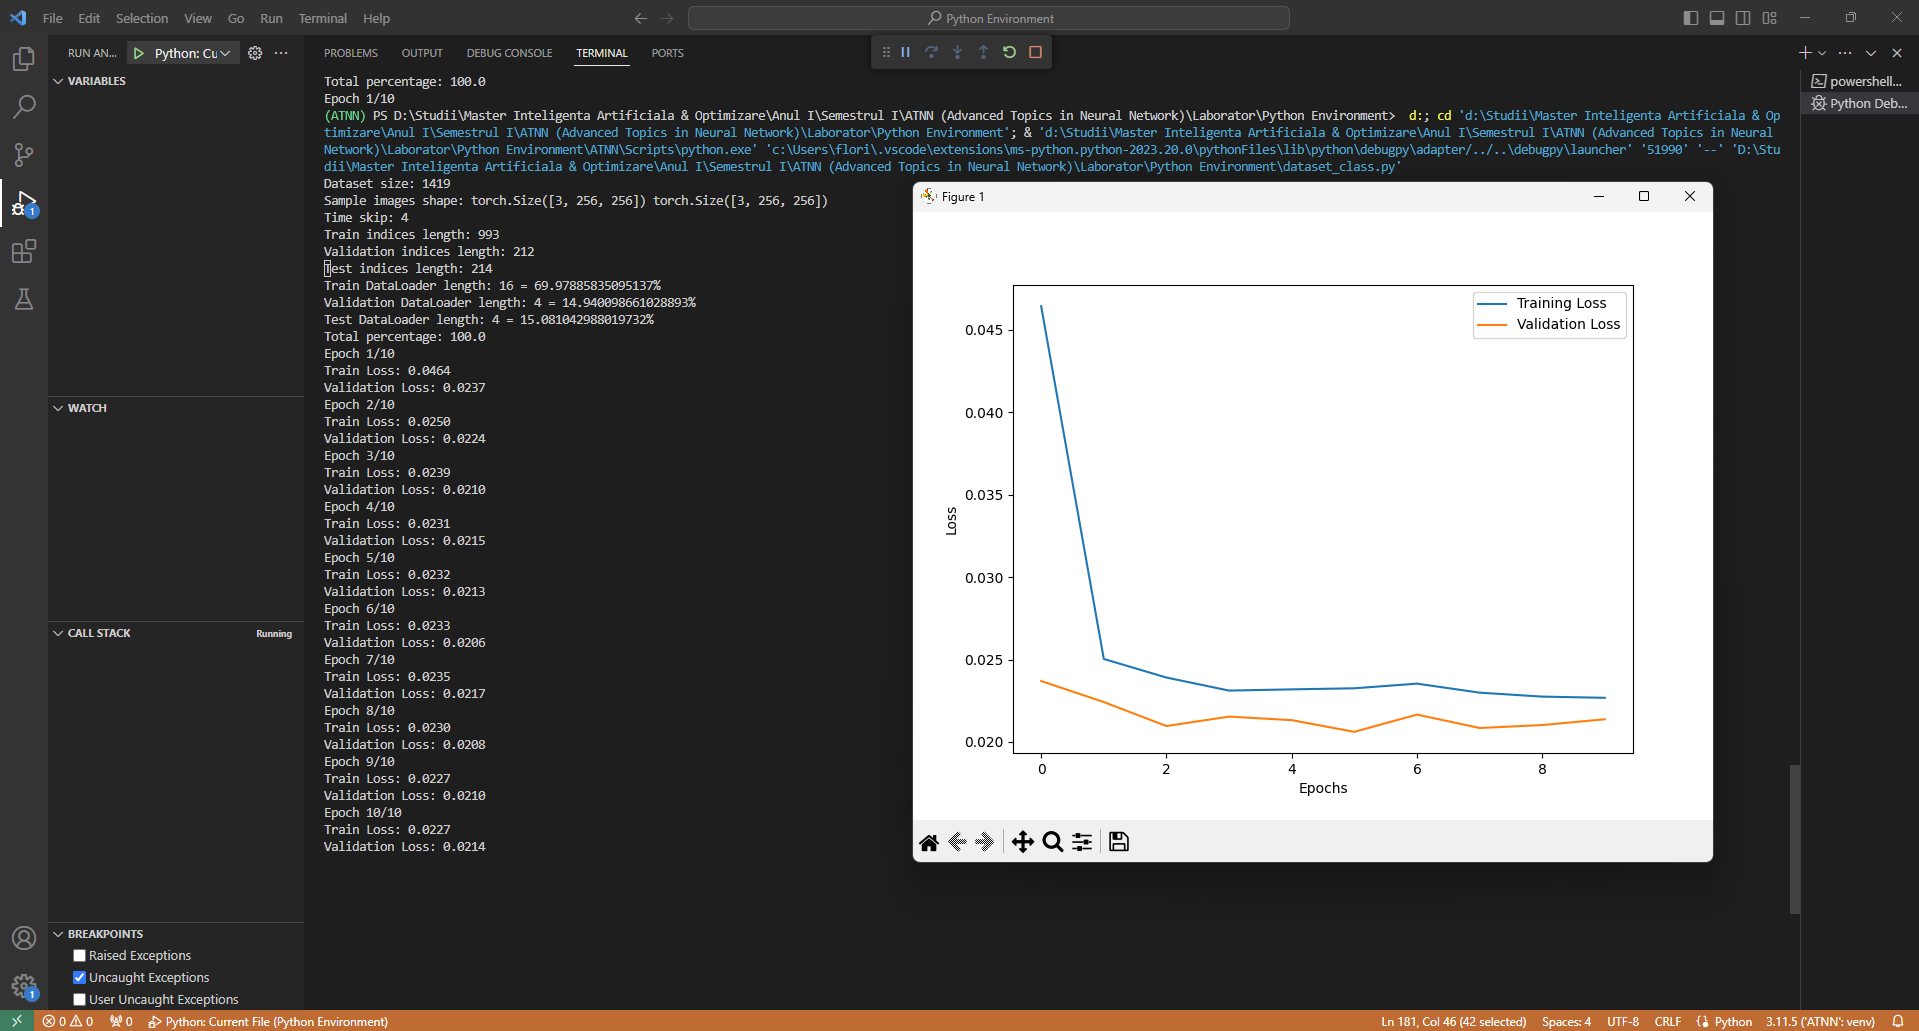 File Edit Selection View Go Run Terminal Help
Python Environment
RUN AN... Python: Cu
PROBLEMS OUTPUT DEBUG CONSOLE TERMINAL PORTS
VARIABLES
WATCH
CALL STACK Running
BREAKPOINTS
Raised Exceptions
Uncaught Exceptions
User Uncaught Exceptions
Total percentage: 100.0
Epoch 1/10
(ATNN) PS D:\Studii\Master Inteligenta Artificiala & Optimizare\Anul I\Semestrul I\ATNN (Advanced Topics in Neural Network)\Laborator\Python Environment> d:; cd 'd:\Studii\Master Inteligenta Artificiala & Op
timizare\Anul I\Semestrul I\ATNN (Advanced Topics in Neural Network)\Laborator\Python Environment'; & 'd:\Studii\Master Inteligenta Artificiala & Optimizare\Anul I\Semestrul I\ATNN (Advanced Topics in Neural
Network)\Laborator\Python Environment\ATNN\Scripts\python.exe' 'c:\Users\flori\.vscode\extensions\ms-python.python-2023.20.0\pythonFiles\lib\python\debugpy\adapter/../..\debugpy\launcher' '51990' '--' 'D:\Stu
dii\Master Inteligenta Artificiala & Optimizare\Anul I\Semestrul I\ATNN (Advanced Topics in Neural Network)\Laborator\Python Environment\dataset_class.py'
Dataset size: 1419
Sample images shape: torch.Size([3, 256, 256]) torch.Size([3, 256, 256])
Time skip: 4
Train indices length: 993
Validation indices length: 212
Test indices length: 214
Train DataLoader length: 16 = 69.97885835095137%
Validation DataLoader length: 4 = 14.940098661028893%
Test DataLoader length: 4 = 15.081042988019732%
Total percentage: 100.0
Epoch 1/10
Train Loss: 0.0464
Validation Loss: 0.0237
Epoch 2/10
Train Loss: 0.0250
Validation Loss: 0.0224
Epoch 3/10
Train Loss: 0.0239
Validation Loss: 0.0210
Epoch 4/10
Train Loss: 0.0231
Validation Loss: 0.0215
Epoch 5/10
Train Loss: 0.0232
Validation Loss: 0.0213
Epoch 6/10
Train Loss: 0.0233
Validation Loss: 0.0206
Epoch 7/10
Train Loss: 0.0235
Validation Loss: 0.0217
Epoch 8/10
Train Loss: 0.0230
Validation Loss: 0.0208
Epoch 9/10
Train Loss: 0.0227
Validation Loss: 0.0210
Epoch 10/10
Train Loss: 0.0227
Validation Loss: 0.0214
powershell...
Python Deb...
Figure 1
Training Loss
Validation Loss
0.045
0.040
0.035
0.030
0.025
0.020
Loss
0 2 4 6 8
Epochs
1
1
0 0 0 Python: Current File (Python Environment) Ln 181, Col 46 (42 selected) Spaces: 4 UTF-8 CRLF Python 3.11.5 ('ATNN': venv)